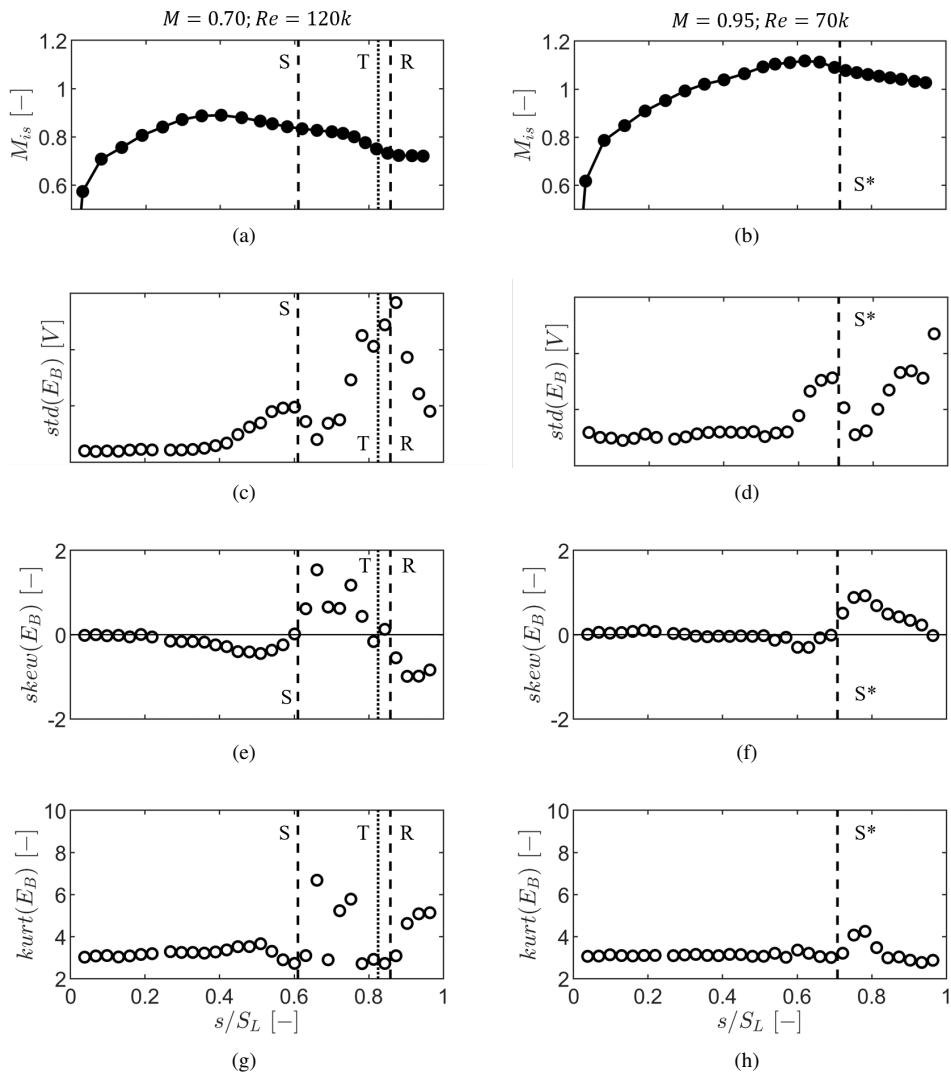 M = 0.70; Re = 120k
M = 0.95; Re = 70k
1.2
1
0.8
0.6
M_is [−]
S
T
R
(a)
1.2
1
0.8
0.6
M_is [−]
S*
(b)
std(E_B) [V]
S
T
R
(c)
std(E_B) [V]
S*
(d)
2
0
-2
skew(E_B) [−]
T
R
S
(e)
2
0
-2
skew(E_B) [−]
S*
(f)
10
8
6
4
2
kurt(E_B) [−]
S
T
R
0
0.2
0.4
0.6
0.8
1
s/S_L [−]
(g)
10
8
6
4
2
kurt(E_B) [−]
S*
0
0.2
0.4
0.6
0.8
1
s/S_L [−]
(h)